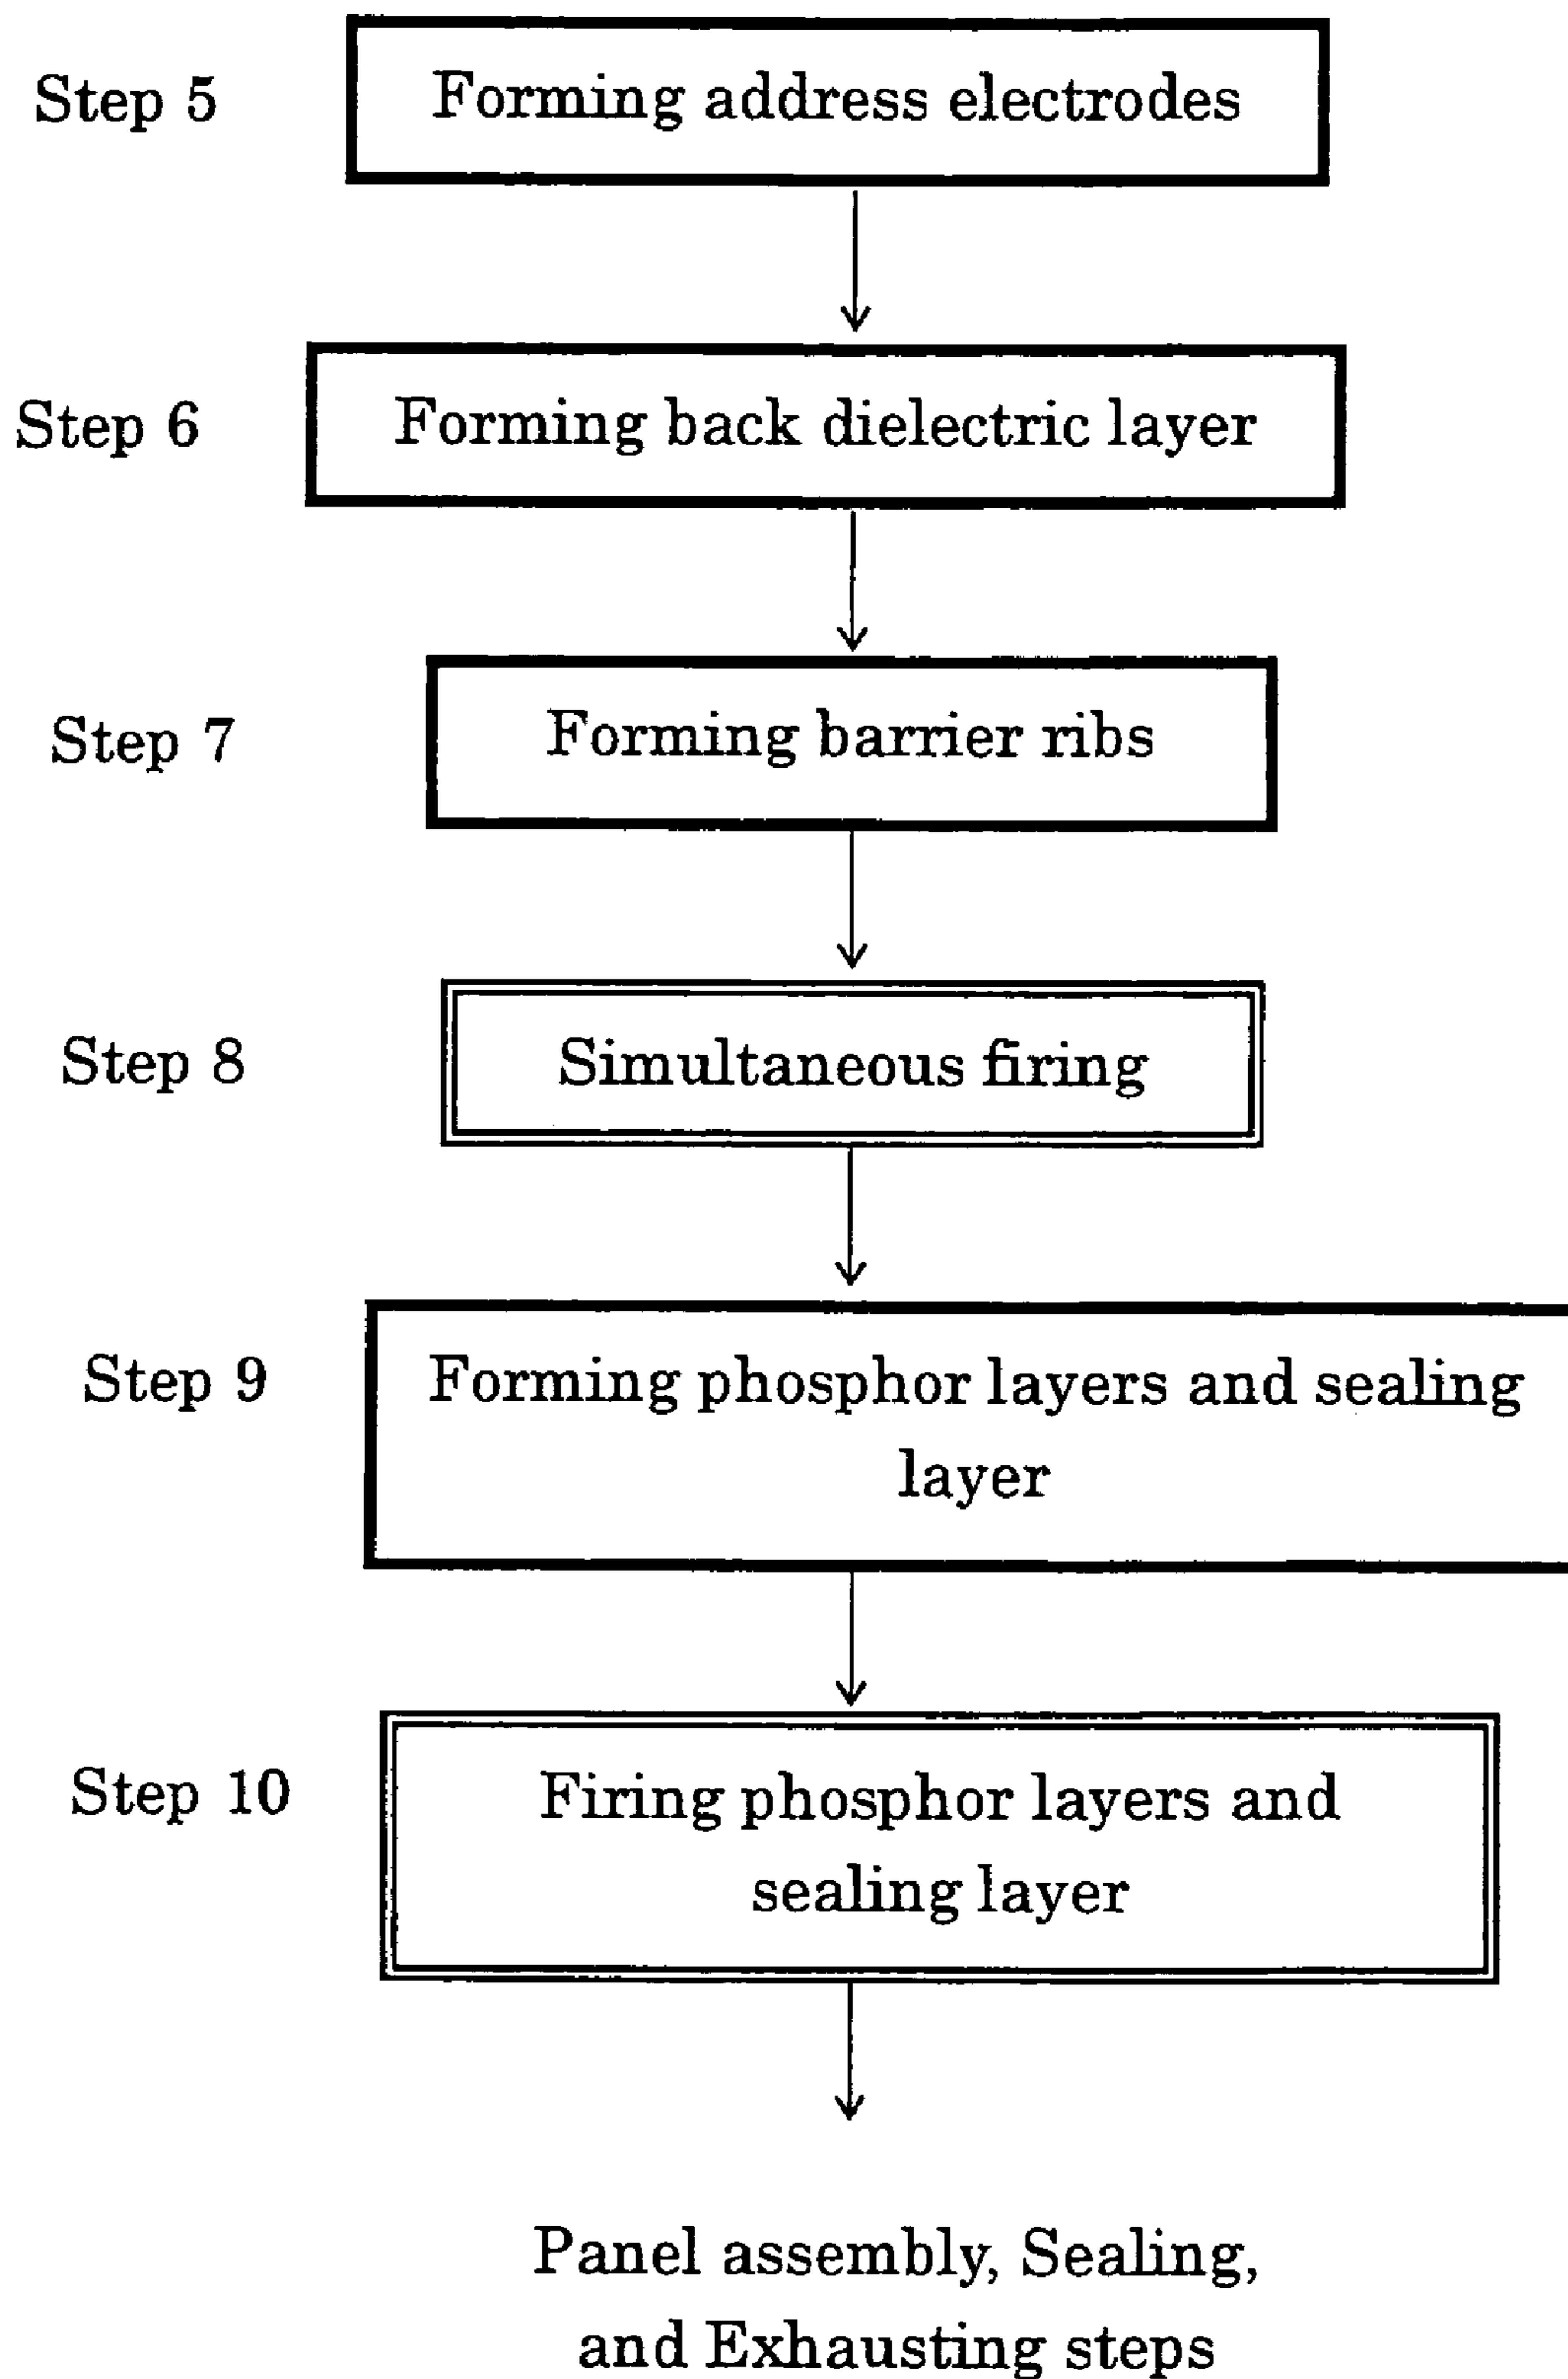 Step 5
Forming address electrodes
Step 6
Forming back dielectric layer
Step 7
Forming barrier ribs
Step 8
Simultaneous firing
Step 9
Forming phosphor layers and sealing
layer
Step 10
Firing phosphor layers and
sealing layer
Panel assembly, Sealing,
and Exhausting steps